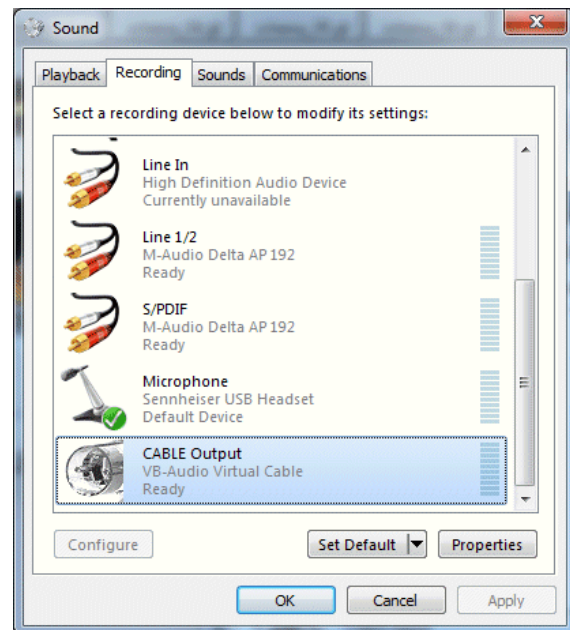 Sound
Playback Recording Sounds Communications
Select a recording device below to modify its settings:
Line In
High Definition Audio Device
Currently unavailable
Line 1/2
M-Audio Delta AP 192
Ready
S/PDIF
M-Audio Delta AP 192
Ready
Microphone
Sennheiser USB Headset
Default Device
CABLE Output
VB-Audio Virtual Cable
Ready
Configure Set Default Properties
OK Cancel Apply